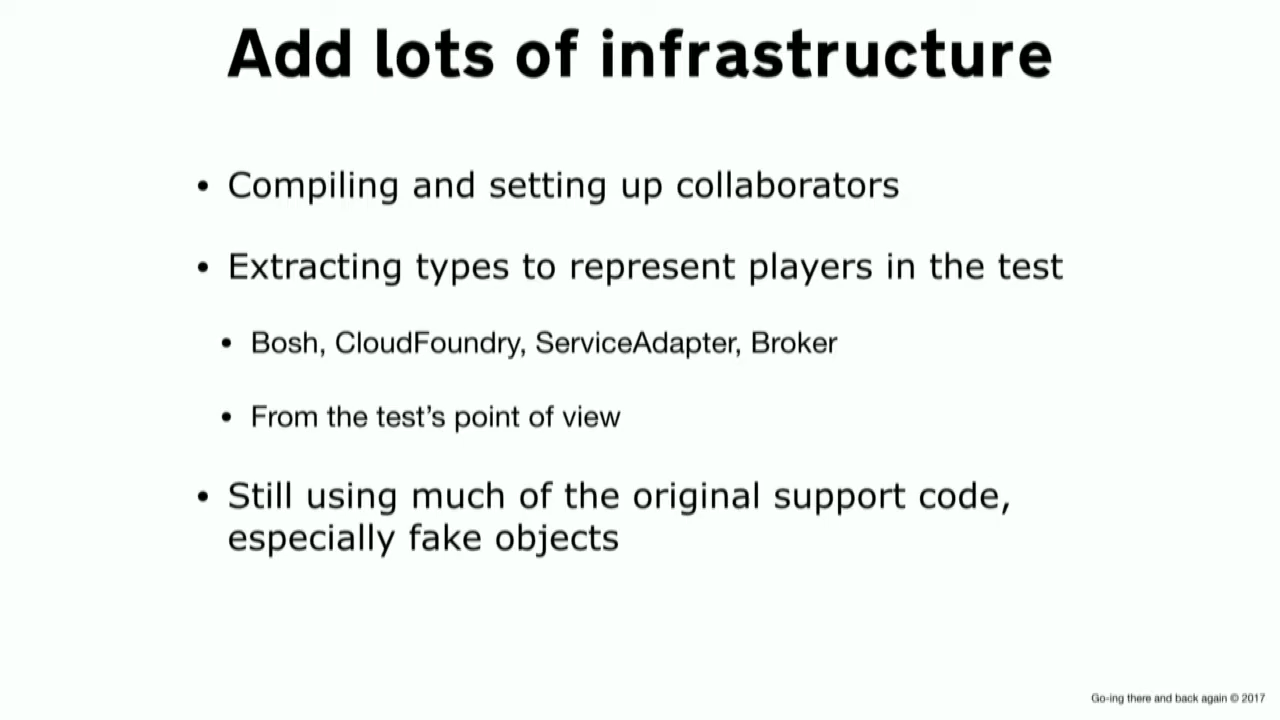 Add lots of infrastructure
• Compiling and setting up collaborators
• Extracting types to represent players in the test
• Bosh, CloudFoundry, ServiceAdapter, Broker
• From the test’s point of view
• Still using much of the original support code,
especially fake objects
Go-ing there and back again © 2017